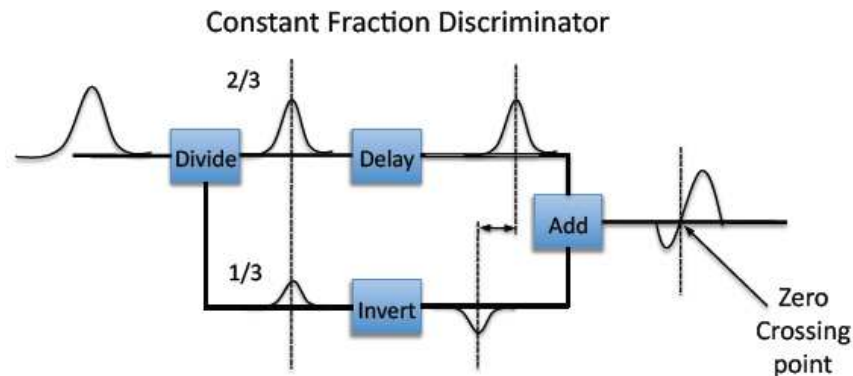 Constant Fraction Discriminator
2/3
Divide
Delay
Add
1/3
Invert
Zero
Crossing
point